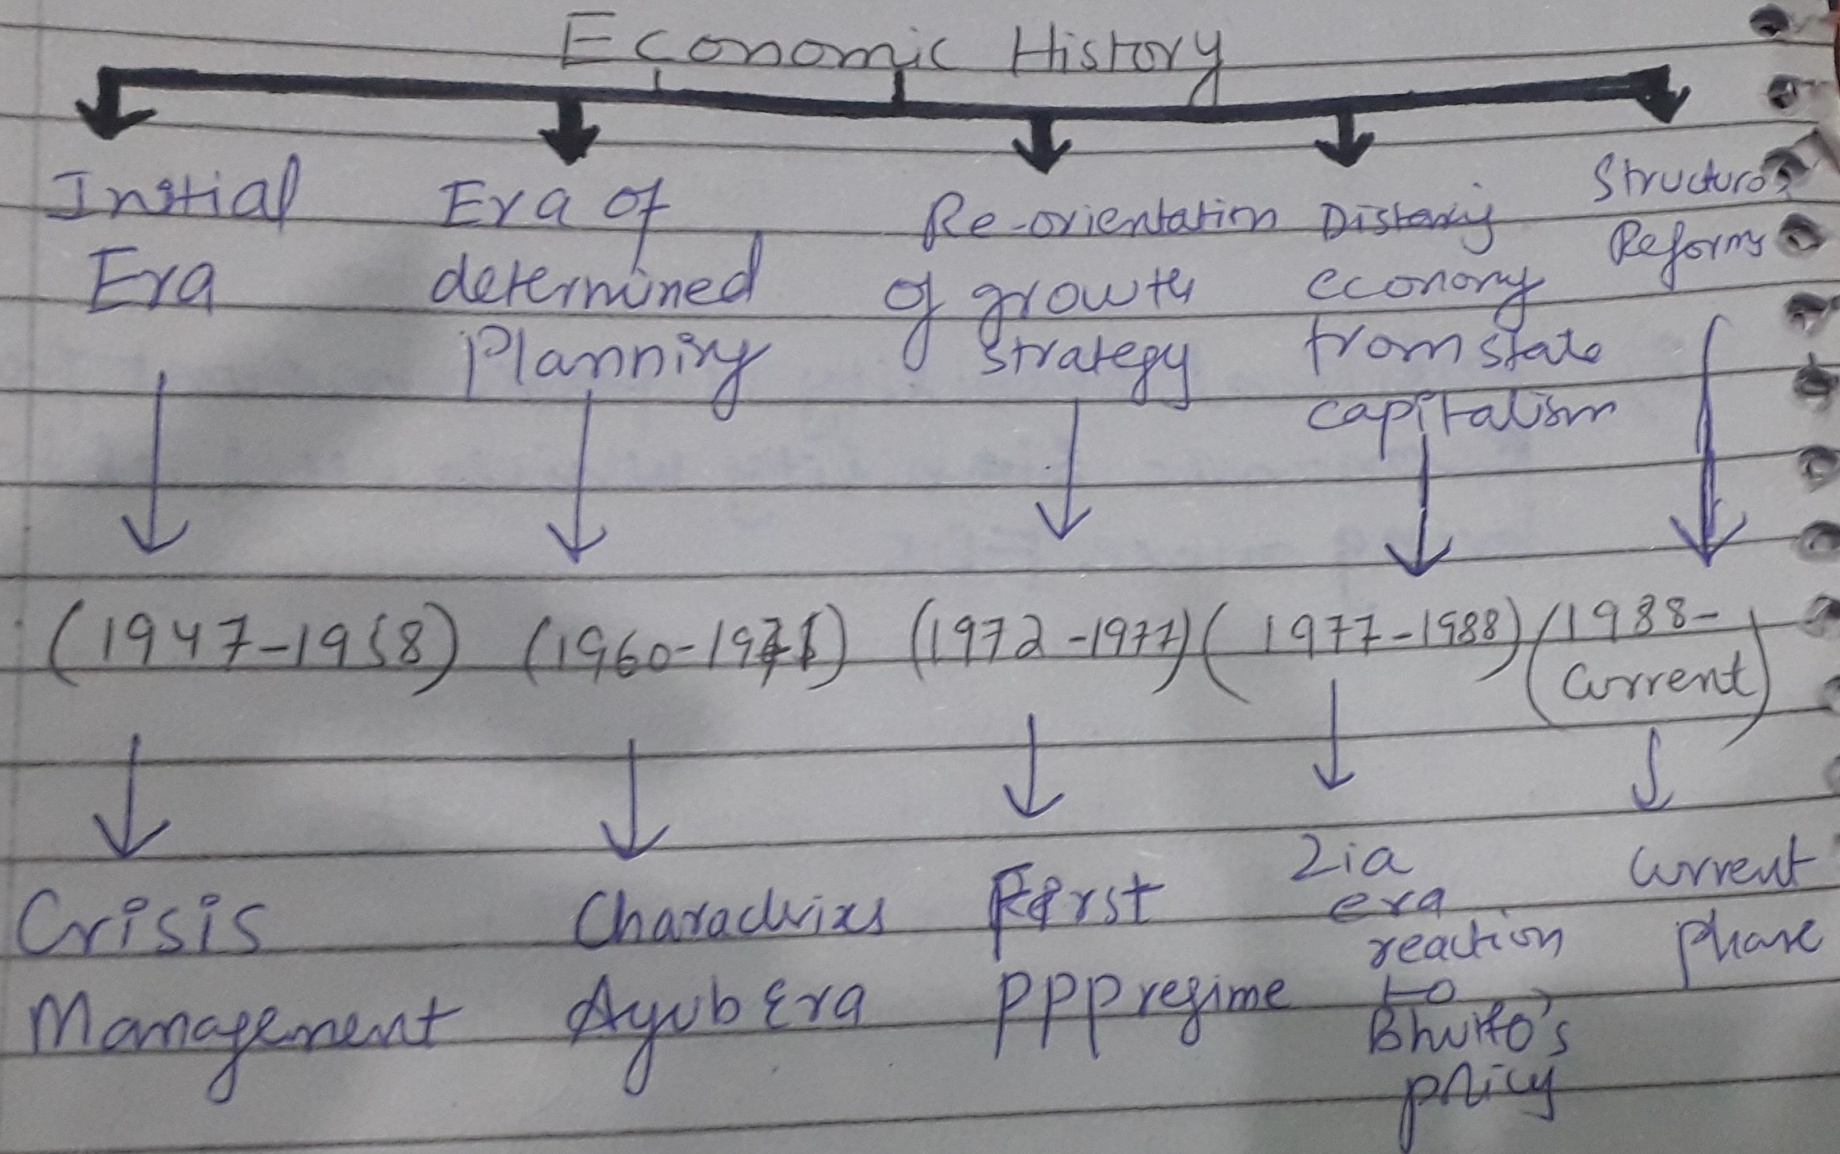 Economic History
Initial
Era
Era of
determined
Planning
Re-orientation
of growth
strategy
economy
from state
capitalism
Structural
Reforms
(1947-1958)
(1960-1971)
(1972-1977)
(1977-1988)
(1988-
Current)
Crisis
Management
Ayub Era
First
PPP regime
Zia
era
reaction
to
Bhutto's
policy
Current
phase